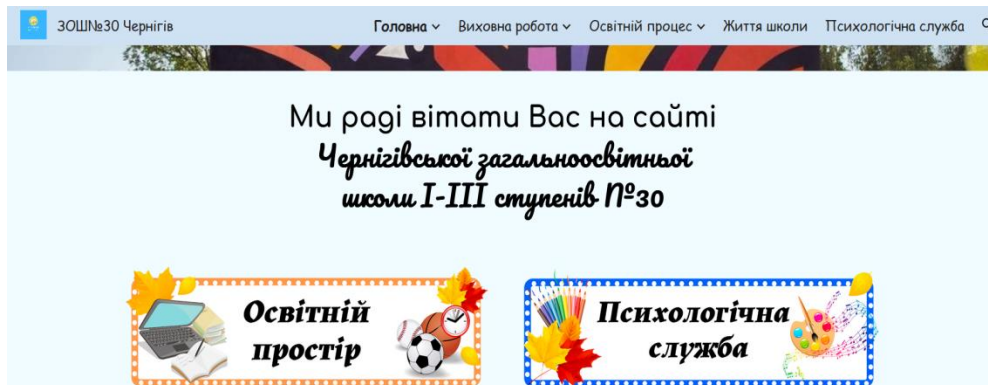 ЗОШ№30 Чернігів
Головна
Виховна робота
Освітній процес
Життя школи
Психологічна служба
Ми раді вітати Вас на сайті
Чернігівської загальноосвітньої
школи І-ІІІ ступенів №30
Освітній
простір
Психологічна
служба